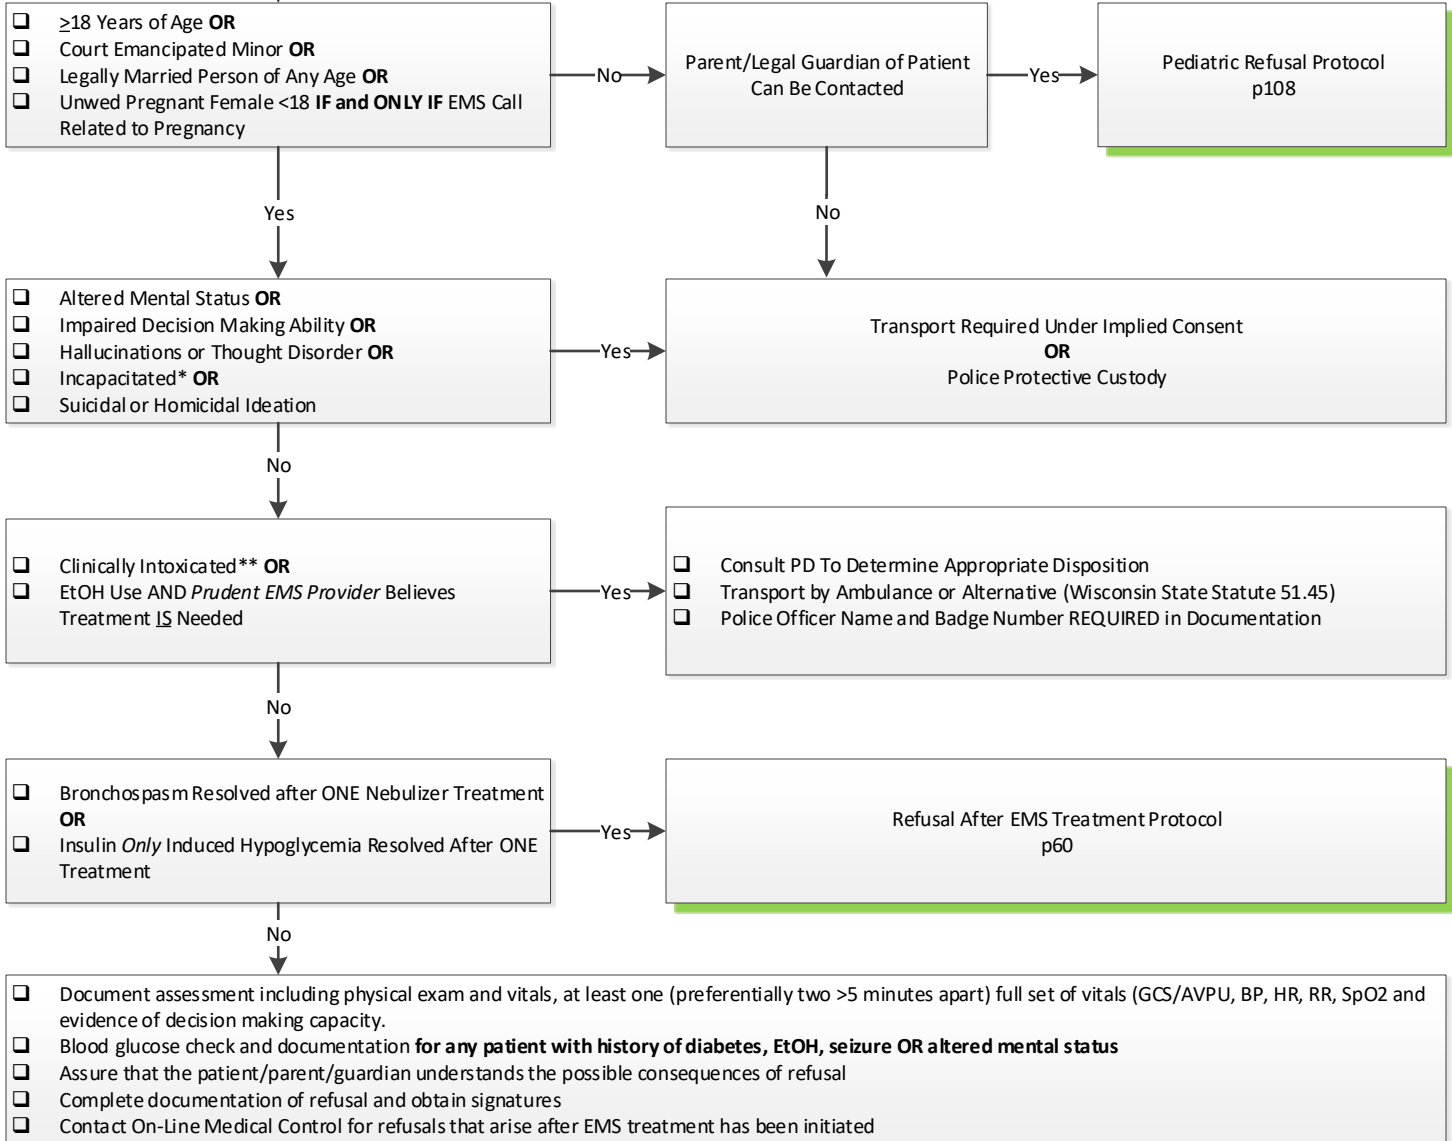 ❑ ≥18 Years of Age OR
❑ Court Emancipated Minor OR
❑ Legally Married Person of Any Age OR
❑ Unwed Pregnant Female <18 IF and ONLY IF EMS Call
Related to Pregnancy
No
Parent/Legal Guardian of Patient
Can Be Contacted
Yes
Pediatric Refusal Protocol
p108
Yes
No
❑ Altered Mental Status OR
❑ Impaired Decision Making Ability OR
❑ Hallucinations or Thought Disorder OR
❑ Incapacitated* OR
❑ Suicidal or Homicidal Ideation
Yes
Transport Required Under Implied Consent
OR
Police Protective Custody
No
❑ Clinically Intoxicated** OR
❑ EtOH Use AND Prudent EMS Provider Believes
Treatment IS Needed
Yes
❑ Consult PD To Determine Appropriate Disposition
❑ Transport by Ambulance or Alternative (Wisconsin State Statute 51.45)
❑ Police Officer Name and Badge Number REQUIRED in Documentation
No
❑ Bronchospasm Resolved after ONE Nebulizer Treatment
OR
❑ Insulin Only Induced Hypoglycemia Resolved After ONE
Treatment
Yes
Refusal After EMS Treatment Protocol
p60
No
❑ Document assessment including physical exam and vitals, at least one (preferentially two >5 minutes apart) full set of vitals (GCS/AVPU, BP, HR, RR, SpO2 and
evidence of decision making capacity.
❑ Blood glucose check and documentation for any patient with history of diabetes, EtOH, seizure OR altered mental status
❑ Assure that the patient/parent/guardian understands the possible consequences of refusal
❑ Complete documentation of refusal and obtain signatures
❑ Contact On-Line Medical Control for refusals that arise after EMS treatment has been initiated